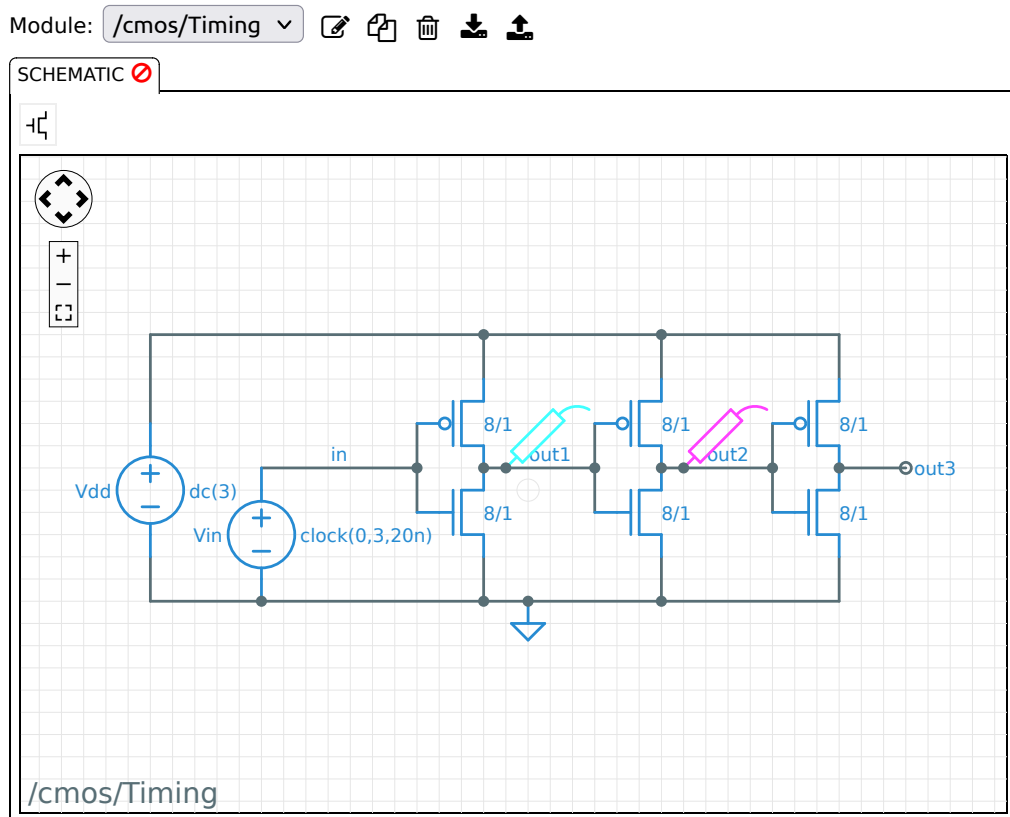 Module: /cmos/Timing
SCHEMATIC
+
−
8/1 8/1 8/1
in out1 out2 out3
Vdd dc(3)
8/1 8/1 8/1
Vin clock(0,3,20n)
/cmos/Timing